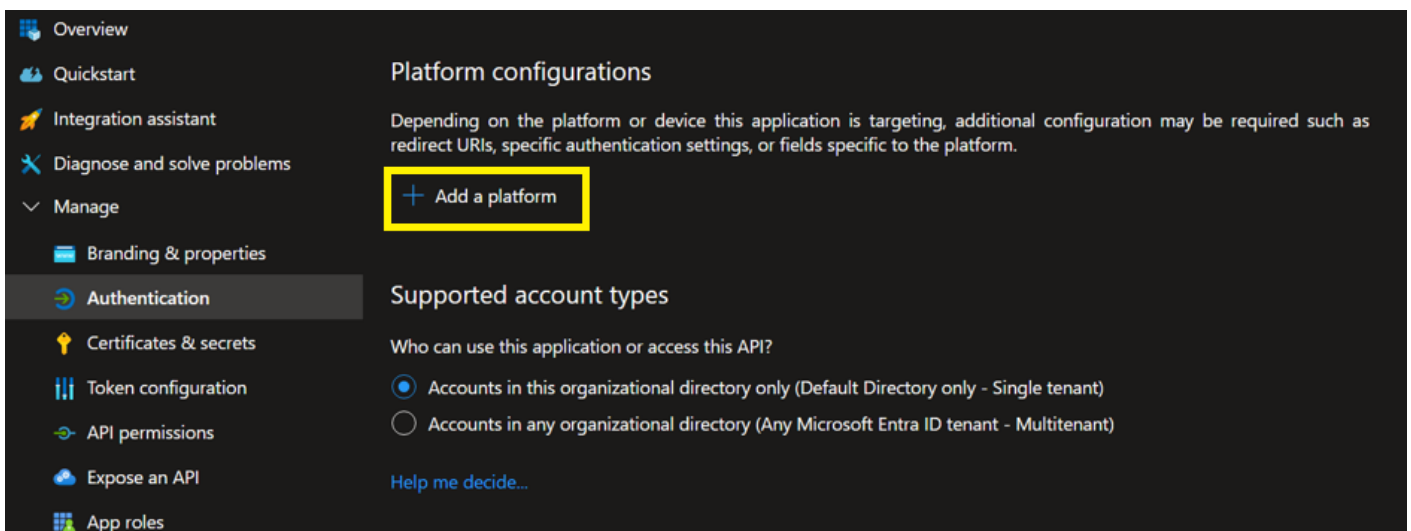 Overview
Quickstart
Integration assistant
Diagnose and solve problems
Manage
Branding & properties
Authentication
Certificates & secrets
Token configuration
API permissions
Expose an API
App roles
Platform configurations
Depending on the platform or device this application is targeting, additional configuration may be required such as
redirect URIs, specific authentication settings, or fields specific to the platform.
Add a platform
Supported account types
Who can use this application or access this API?
Accounts in this organizational directory only (Default Directory only - Single tenant)
Accounts in any organizational directory (Any Microsoft Entra ID tenant - Multitenant)
Help me decide...